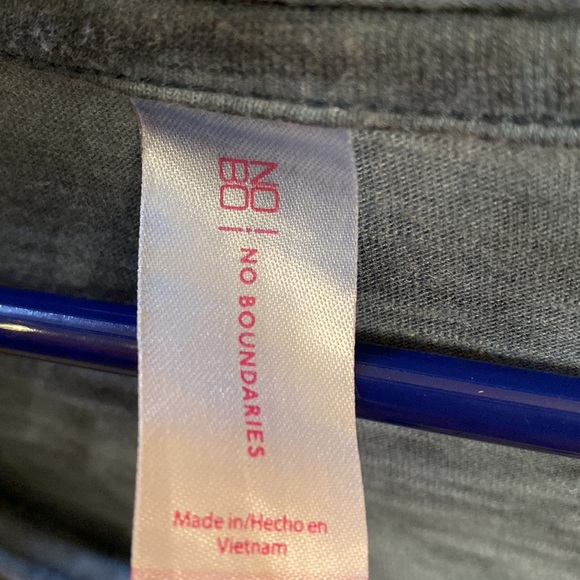 NO
BO
NO BOUNDARIES
Made in/Hecho en
Vietnam